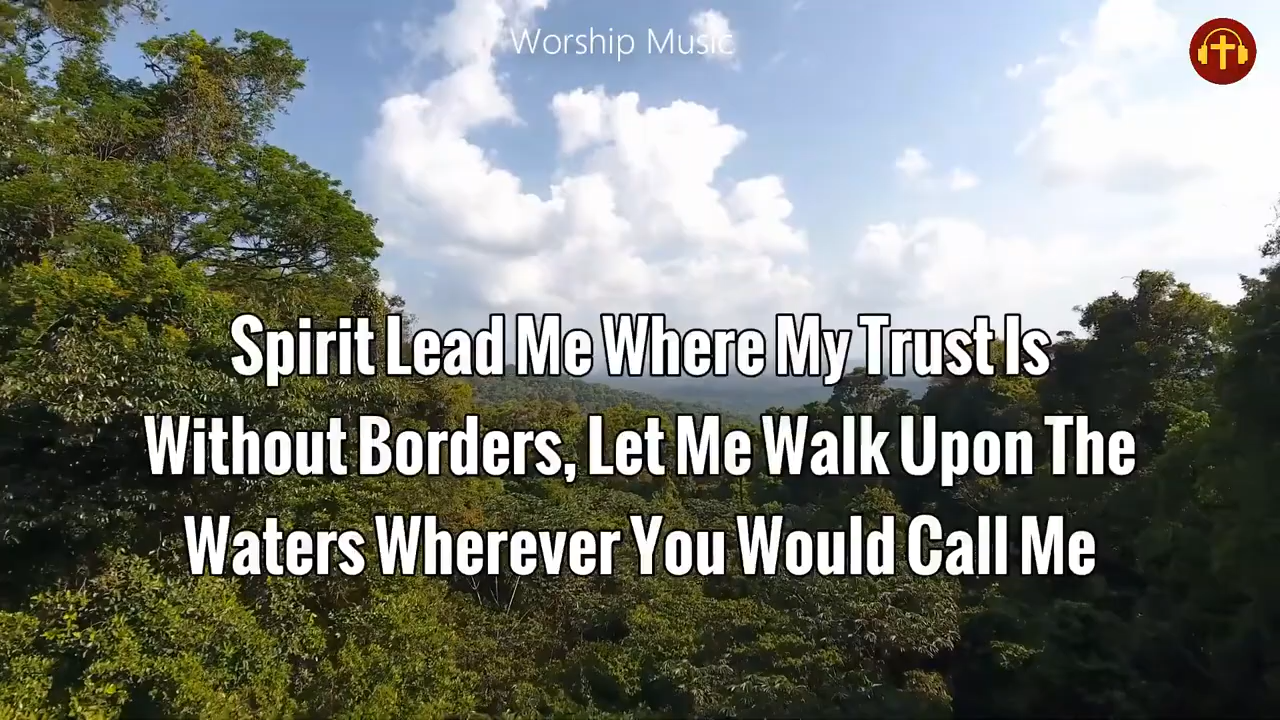 Worship Music
Spirit Lead Me Where My Trust Is
Without Borders, Let Me Walk Upon The
Waters Wherever You Would Call Me